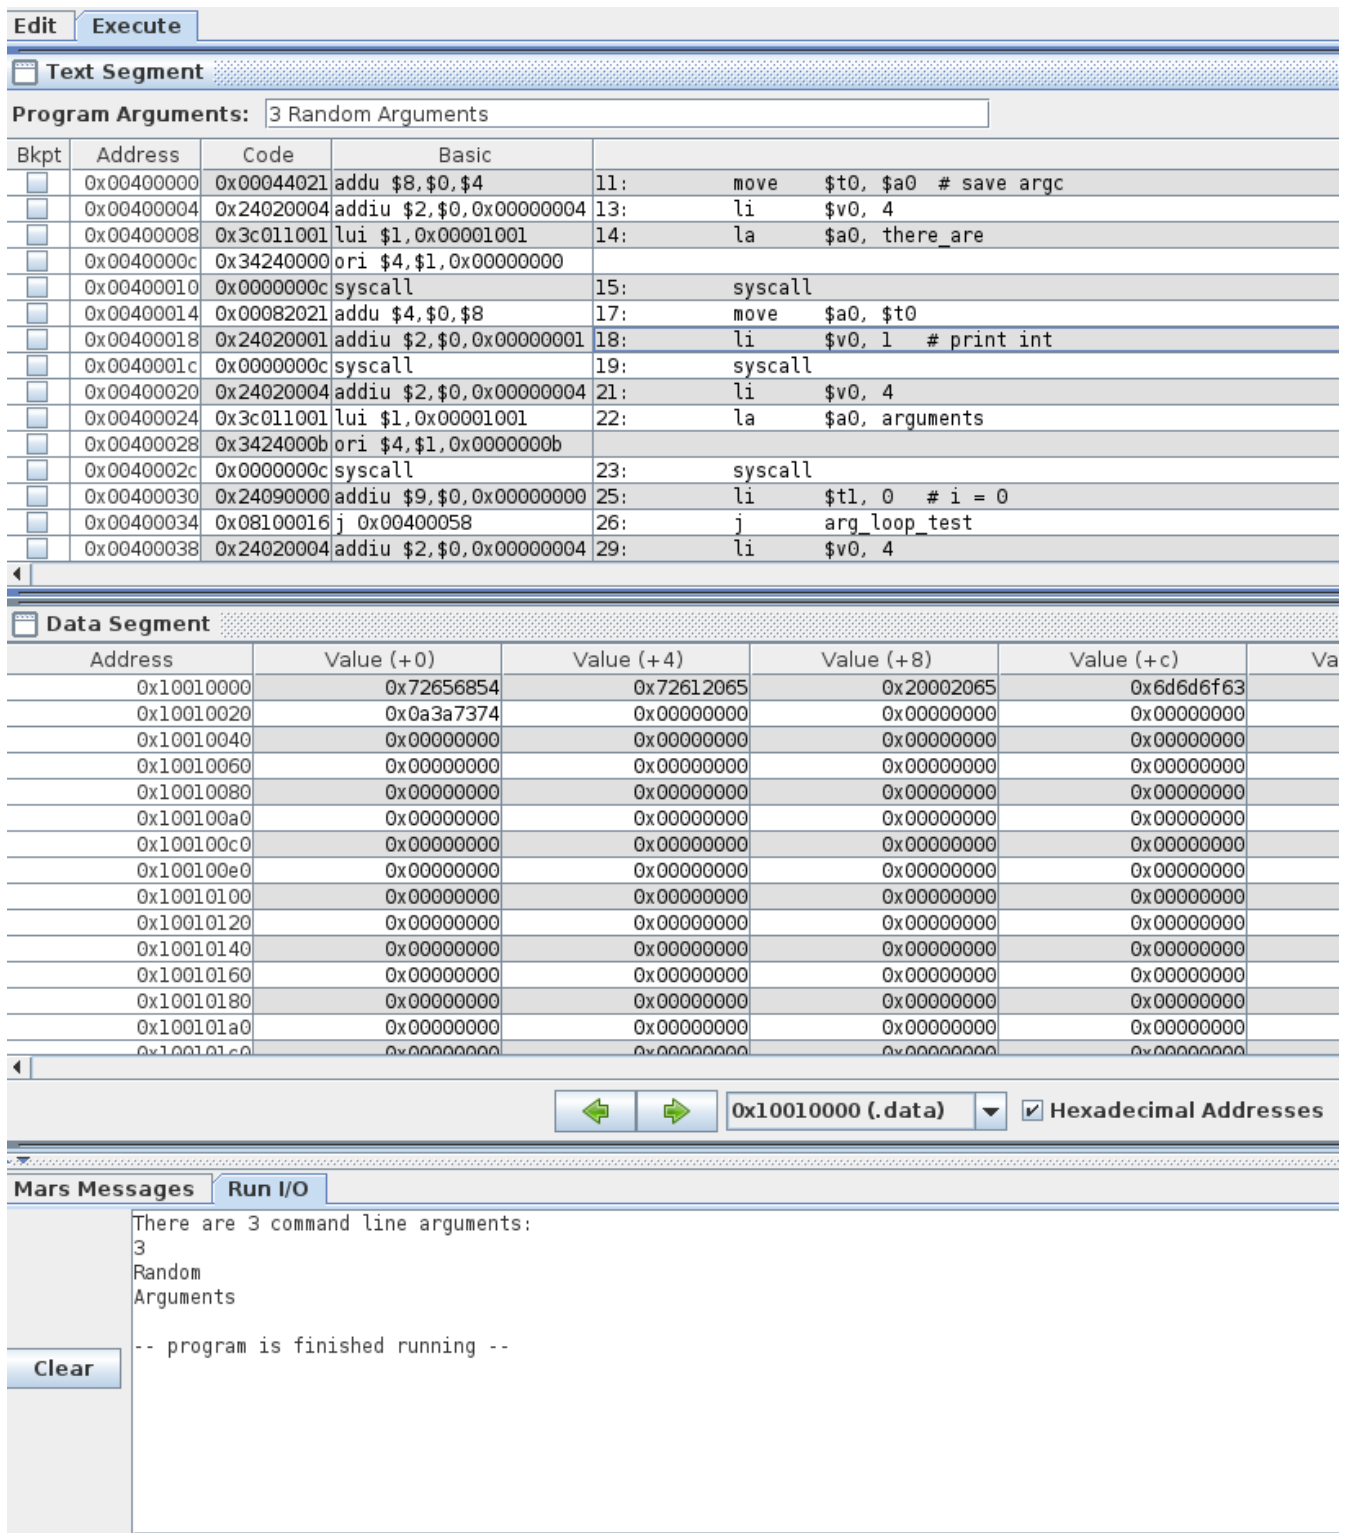 Edit Execute
Text Segment
Program Arguments: 3 Random Arguments
Bkpt Address Code Basic
0x00400000 0x00044021 addu $8,$0,$4 11: move $t0, $a0 # save argc
0x00400004 0x24020004 addiu $2,$0,0x00000004 13: li $v0, 4
0x00400008 0x3c011001 lui $1,0x00001001 14: la $a0, there_are
0x0040000c 0x34240000 ori $4,$1,0x00000000
0x00400010 0x0000000c syscall 15: syscall
0x00400014 0x00082021 addu $4,$0,$8 17: move $a0, $t0
0x00400018 0x24020001 addiu $2,$0,0x00000001 18: li $v0, 1 # print int
0x0040001c 0x0000000c syscall 19: syscall
0x00400020 0x24020004 addiu $2,$0,0x00000004 21: li $v0, 4
0x00400024 0x3c011001 lui $1,0x00001001 22: la $a0, arguments
0x00400028 0x3424000b ori $4,$1,0x0000000b
0x0040002c 0x0000000c syscall 23: syscall
0x00400030 0x24090000 addiu $9,$0,0x00000000 25: li $t1, 0 # i = 0
0x00400034 0x08100016 j 0x00400058 26: j arg_loop_test
0x00400038 0x24020004 addiu $2,$0,0x00000004 29: li $v0, 4
Data Segment
Address Value (+0) Value (+4) Value (+8) Value (+c) Va
0x10010000 0x72656854 0x72612065 0x20002065 0x6d6d6f63
0x10010020 0x0a3a7374 0x00000000 0x00000000 0x00000000
0x10010040 0x00000000 0x00000000 0x00000000 0x00000000
0x10010060 0x00000000 0x00000000 0x00000000 0x00000000
0x10010080 0x00000000 0x00000000 0x00000000 0x00000000
0x100100a0 0x00000000 0x00000000 0x00000000 0x00000000
0x100100c0 0x00000000 0x00000000 0x00000000 0x00000000
0x100100e0 0x00000000 0x00000000 0x00000000 0x00000000
0x10010100 0x00000000 0x00000000 0x00000000 0x00000000
0x10010120 0x00000000 0x00000000 0x00000000 0x00000000
0x10010140 0x00000000 0x00000000 0x00000000 0x00000000
0x10010160 0x00000000 0x00000000 0x00000000 0x00000000
0x10010180 0x00000000 0x00000000 0x00000000 0x00000000
0x100101a0 0x00000000 0x00000000 0x00000000 0x00000000
0x100101c0 0x00000000 0x00000000 0x00000000 0x00000000
0x10010000 (.data) Hexadecimal Addresses
Mars Messages Run I/O
There are 3 command line arguments:
3
Random
Arguments
-- program is finished running --
Clear